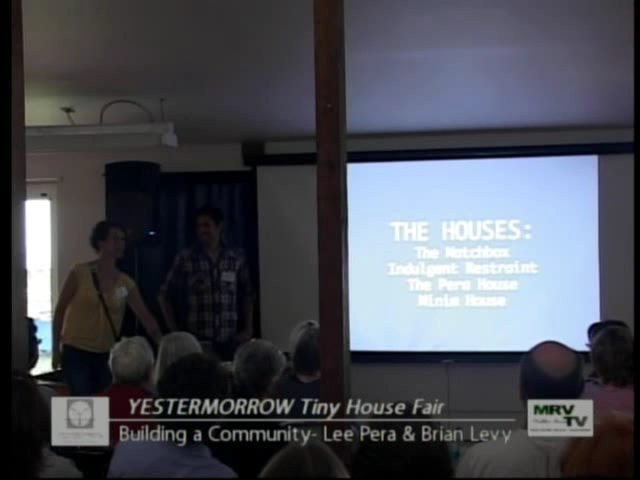 THE HOUSES:
The Matchbox
Indulgent Restraint
The Pera House
Minim House
YESTERMORROW Tiny House Fair
Building a Community- Lee Pera & Brian Levy
MRV
TV